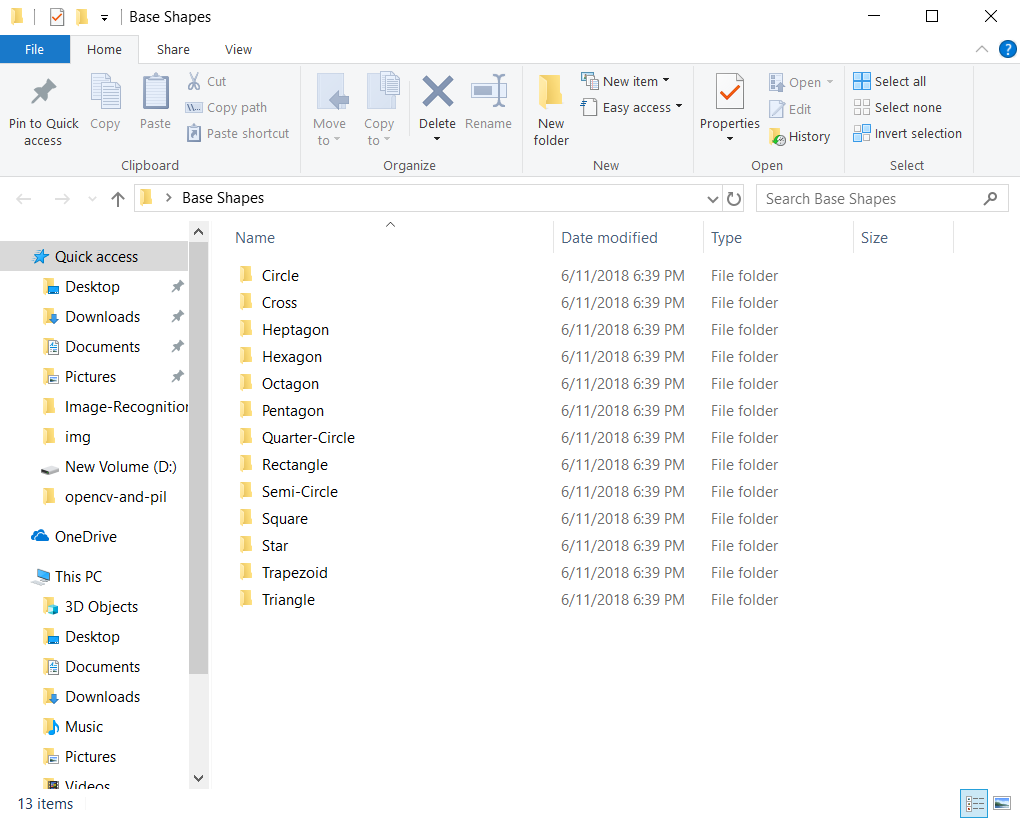 Base Shapes
File Home Share View
Pin to Quick access
Copy
Paste
Cut
Copy path
Paste shortcut
Clipboard
Move to
Copy to
Delete
Rename
Organize
New folder
New item
Easy access
New
Properties
Open
Edit
History
Open
Select all
Select none
Invert selection
Select
Base Shapes
Search Base Shapes
Quick access
Desktop
Downloads
Documents
Pictures
Image-Recognition
img
New Volume (D:)
opencv-and-pil
OneDrive
This PC
3D Objects
Desktop
Documents
Downloads
Music
Pictures
Videos
Name Date modified Type Size
Circle 6/11/2018 6:39 PM File folder
Cross 6/11/2018 6:39 PM File folder
Heptagon 6/11/2018 6:39 PM File folder
Hexagon 6/11/2018 6:39 PM File folder
Octagon 6/11/2018 6:39 PM File folder
Pentagon 6/11/2018 6:39 PM File folder
Quarter-Circle 6/11/2018 6:39 PM File folder
Rectangle 6/11/2018 6:39 PM File folder
Semi-Circle 6/11/2018 6:39 PM File folder
Square 6/11/2018 6:39 PM File folder
Star 6/11/2018 6:39 PM File folder
Trapezoid 6/11/2018 6:39 PM File folder
Triangle 6/11/2018 6:39 PM File folder
13 items